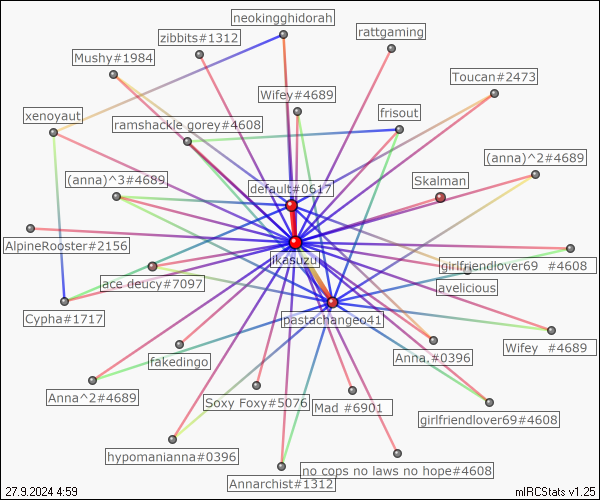 neokingghidorah
zibbits#1312
rattgaming
Mushy#1984
Toucan#2473
Wifey#4689
xenoyaut
ramshackle gorey#4608
frisout
(anna)^2#4689
(anna)^3#4689
default#0617
Skalman
AlpineRooster#2156
ikasuzu
girlfriendlover69 #4608
ace deucy#7097
avelicious
Cypha#1717
pastachangeo41
fakedingo
Anna.#0396
Wifey #4689
Anna^2#4689
Soxy Foxy#5076
Mad #6901
girlfriendlover69#4608
hypomanianna#0396
Annarchist#1312
no cops no laws no hope#4608
27.9.2024 4:59
mIRCStats v1.25